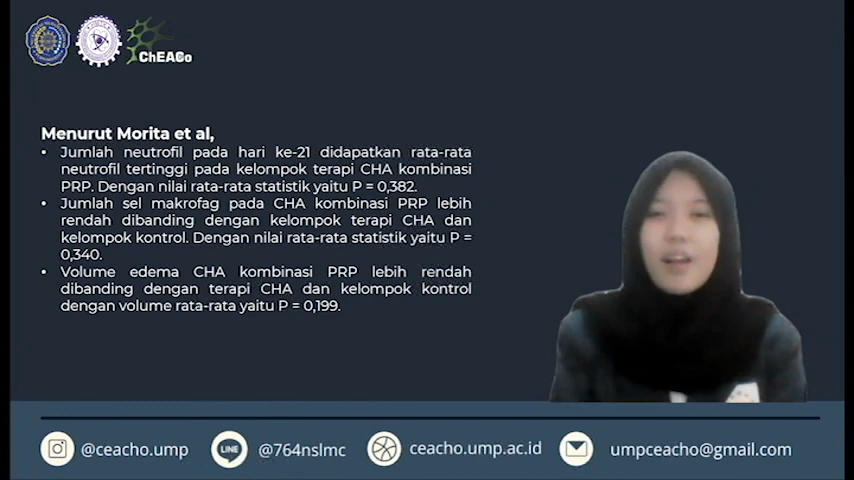 ChEACo
Menurut Morita et al,
• Jumlah neutrofil pada hari ke-21 didapatkan rata-rata
neutrofil tertinggi pada kelompok terapi CHA kombinasi
PRP. Dengan nilai rata-rata statistik yaitu P = 0,382.
• Jumlah sel makrofag pada CHA kombinasi PRP lebih
rendah dibanding dengan kelompok terapi CHA dan
kelompok kontrol. Dengan nilai rata-rata statistik yaitu P =
0,340.
• Volume edema CHA kombinasi PRP lebih rendah
dibanding dengan terapi CHA dan kelompok kontrol
dengan volume rata-rata yaitu P = 0,199.
@ceacho.ump
LINE
@764nslmc
ceacho.ump.ac.id
umpceacho@gmail.com